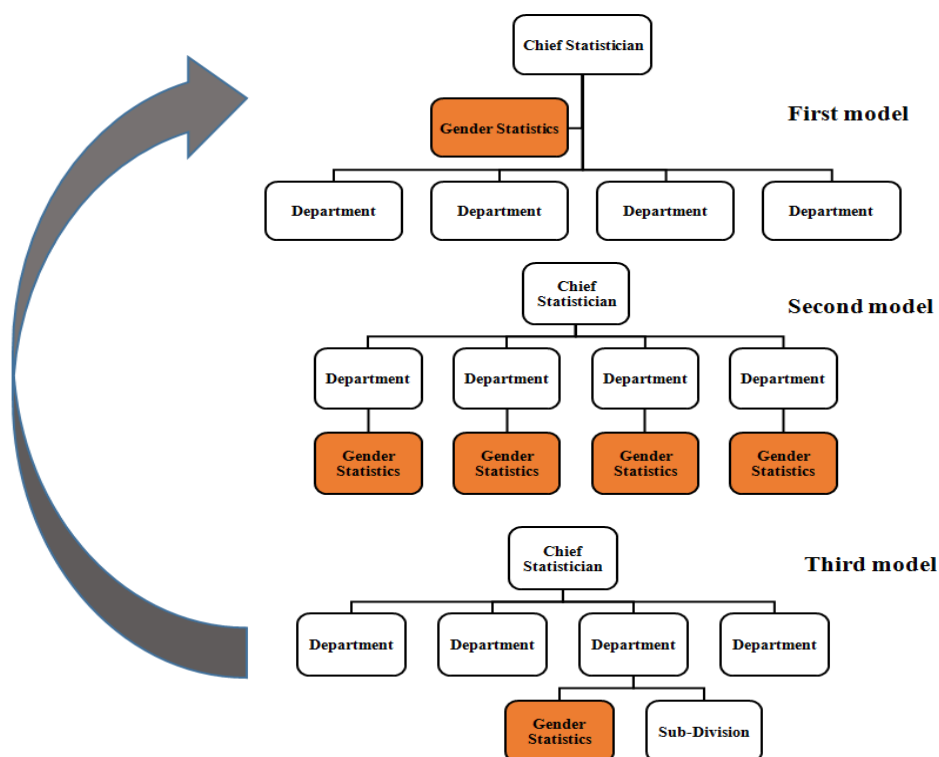 Chief Statistician
Gender Statistics
First model
Department
Department
Department
Department
Chief
Statistician
Second model
Department
Department
Department
Department
Gender
Statistics
Gender
Statistics
Gender
Statistics
Gender
Statistics
Chief
Statistician
Third model
Department
Department
Department
Department
Gender
Statistics
Sub-Division